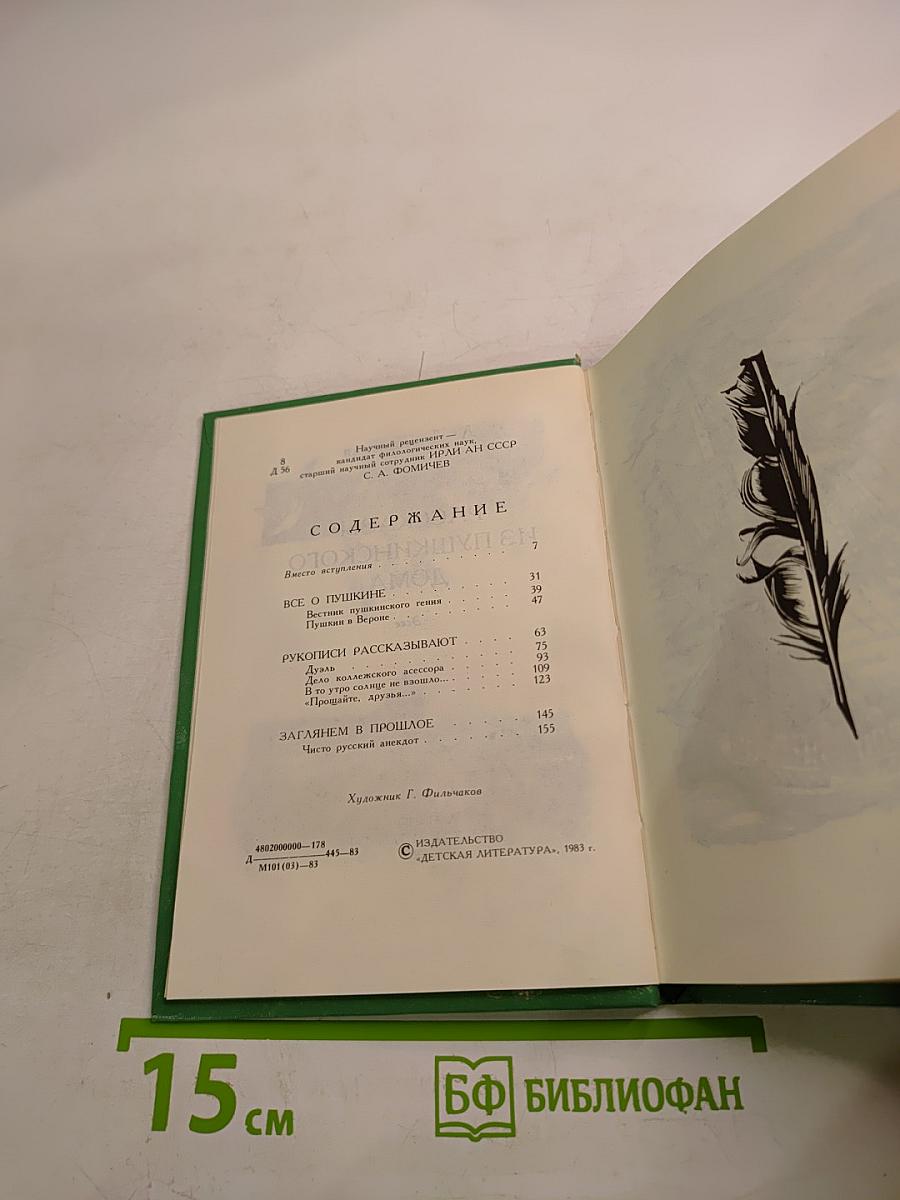 Научный рецензент —
8 кандидат филологических наук,
Д 56 старший научный сотрудник ИРЛИ АН СССР
С. А. ФОМИЧЕВ
СОДЕРЖАНИЕ
Вместо вступления . . . . . . . . . . 7
ВСЕ О ПУШКИНЕ . . . . . . . . . 31
Вестник пушкинского гения . . . . . . 39
Пушкин в Вероне . . . . . . . . . 47
РУКОПИСИ РАССКАЗЫВАЮТ . . . . 63
Дуэль . . . . . . . . . . . 75
Дело коллежского асессора . . . . . . 93
В то утро солнце не взошло... . . . . . 109
«Прощайте, друзья...» . . . . . . . 123
ЗАГЛЯНЕМ В ПРОШЛОЕ . . . . . . 145
Чисто русский анекдот . . . . . . . 155
Художник Г. Фильчаков
Д 4802000000—178 445—83
М101(03)—83
© ИЗДАТЕЛЬСТВО
«ДЕТСКАЯ ЛИТЕРАТУРА», 1983 г.
ИЗ ПУШКИНСКОГО
ДОМА
15 см
БФ БИБЛИОФАН